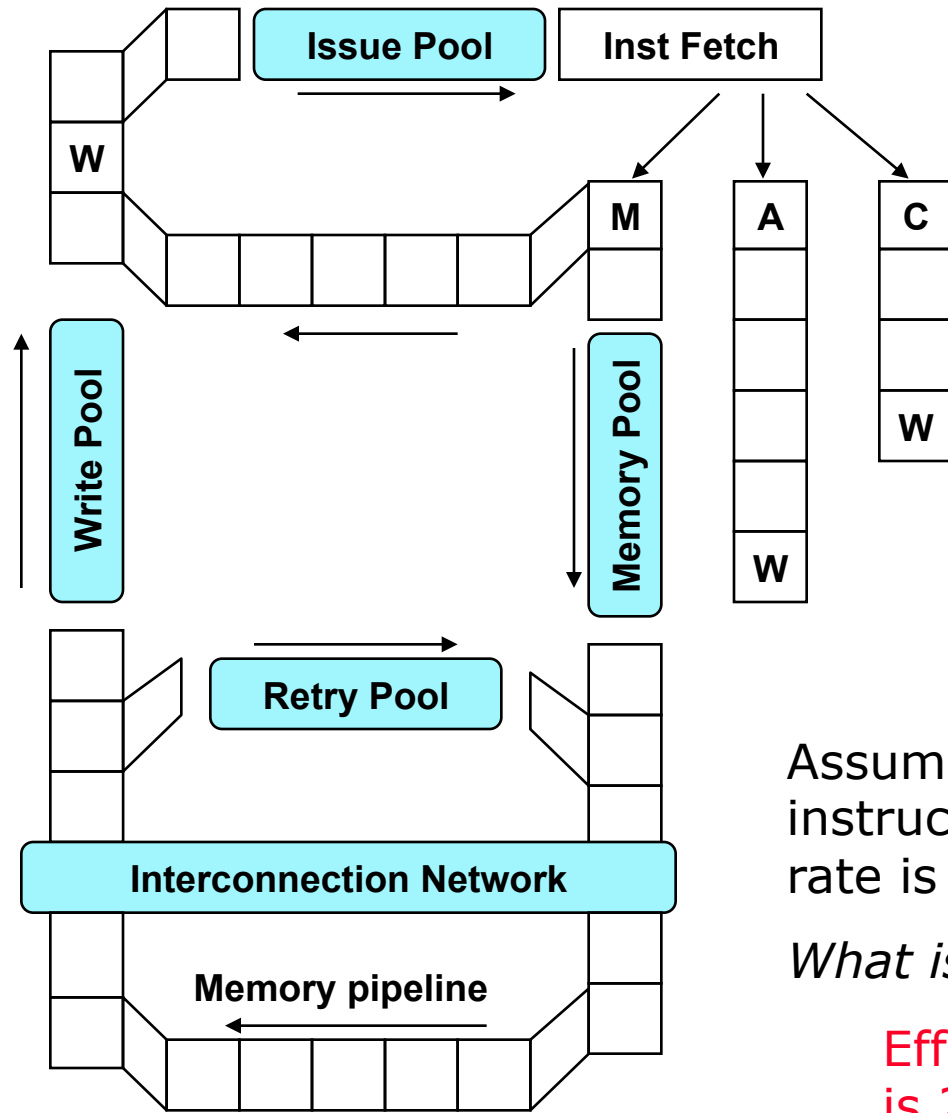 Issue Pool
Inst Fetch
W
M
A
C
W
Write Pool
Memory Pool
W
Retry Pool
Assum
instruc
rate is
Interconnection Network
What is
Memory pipeline
Eff